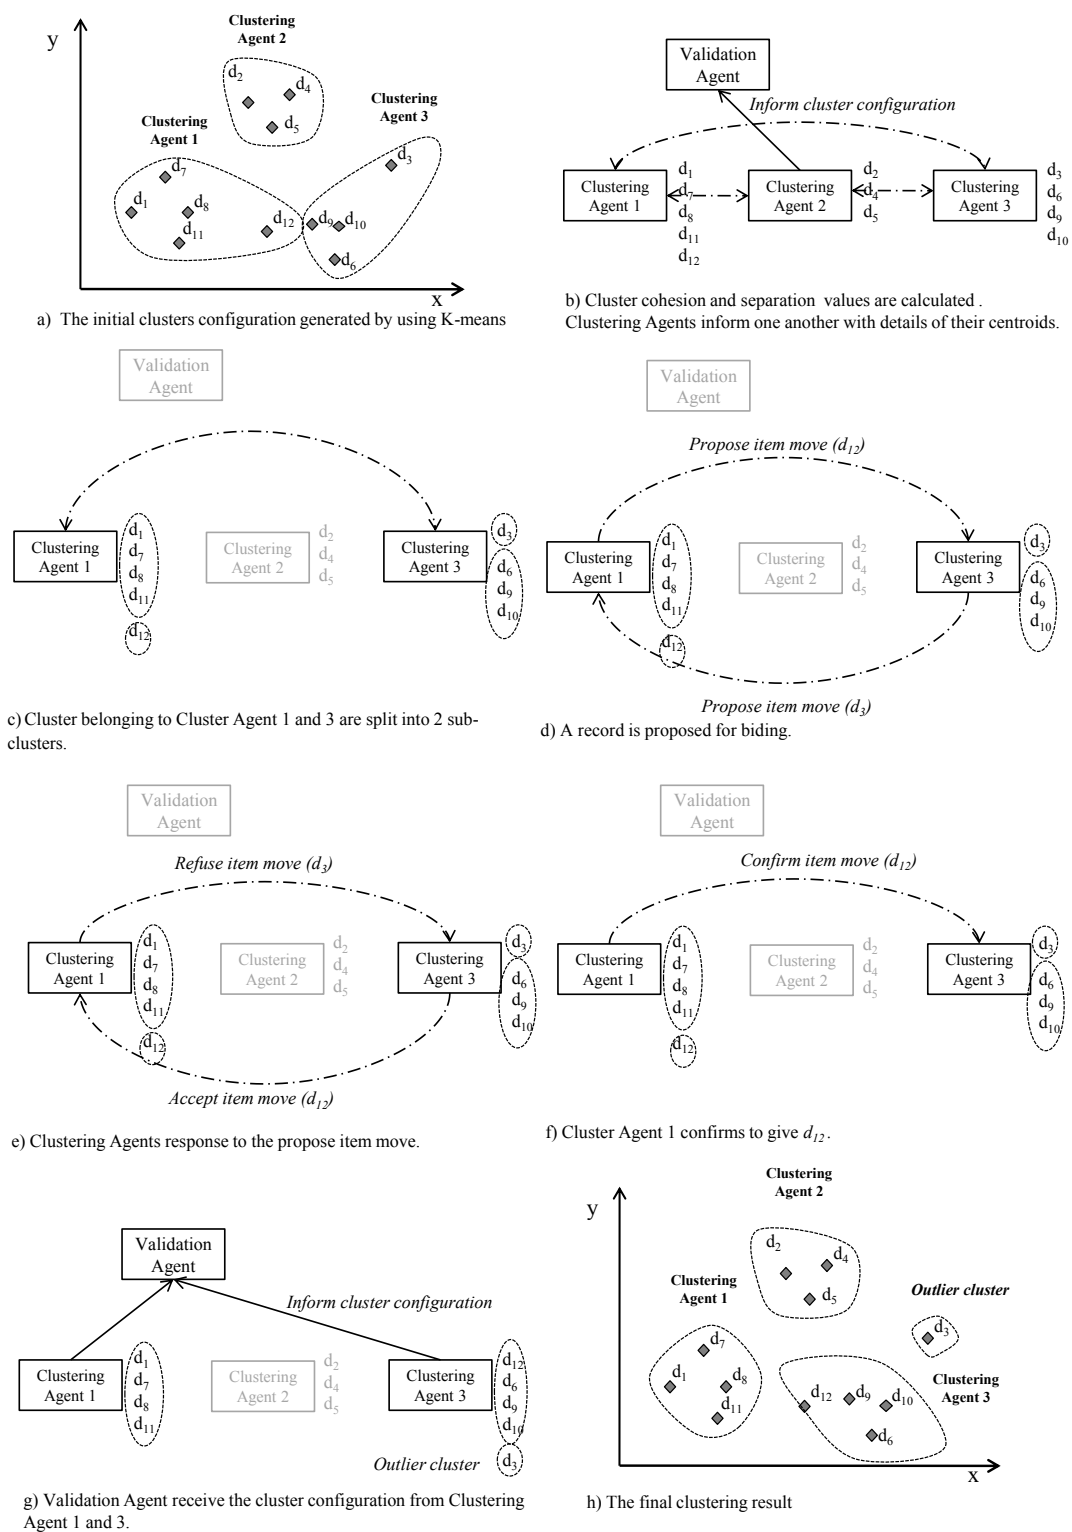 y
Clustering
Agent 2
d2
d4
d5
Clustering
Agent 3
Clustering
Agent 1
d7
d3
d1
d8
d11
d12
d9
d10
d6
x
a) The initial clusters configuration generated by using K-means
Validation
Agent
Inform cluster configuration
Clustering
Agent 1
d1
d7
d8
d11
d12
Clustering
Agent 2
d2
d4
d5
Clustering
Agent 3
d3
d6
d9
d10
b) Cluster cohesion and separation values are calculated .
Clustering Agents inform one another with details of their centroids.
Validation
Agent
Clustering
Agent 1
d1
d7
d8
d11
d12
Clustering
Agent 2
d2
d4
d5
Clustering
Agent 3
d3
d6
d9
d10
c) Cluster belonging to Cluster Agent 1 and 3 are split into 2 sub-
clusters.
Validation
Agent
Propose item move (d12)
Clustering
Agent 1
d1
d7
d8
d11
d12
Clustering
Agent 2
d2
d4
d5
Clustering
Agent 3
d3
d6
d9
d10
Propose item move (d3)
d) A record is proposed for biding.
Validation
Agent
Refuse item move (d3)
Clustering
Agent 1
d1
d7
d8
d11
d12
Clustering
Agent 2
d2
d4
d5
Clustering
Agent 3
d3
d6
d9
d10
Accept item move (d12)
e) Clustering Agents response to the propose item move.
Validation
Agent
Confirm item move (d12)
Clustering
Agent 1
d1
d7
d8
d11
d12
Clustering
Agent 2
d2
d4
d5
Clustering
Agent 3
d3
d6
d9
d10
f) Cluster Agent 1 confirms to give d12.
Validation
Agent
Inform cluster configuration
Clustering
Agent 1
d1
d7
d8
d11
Clustering
Agent 2
d2
d4
d5
Clustering
Agent 3
d12
d6
d9
d10
Outlier cluster
d3
g) Validation Agent receive the cluster configuration from Clustering
Agent 1 and 3.
y
Clustering
Agent 2
d2
d4
d5
Clustering
Agent 1
Outlier cluster
d3
d7
d1
d8
d11
Clustering
Agent 3
d12
d9
d10
d6
x
h) The final clustering result